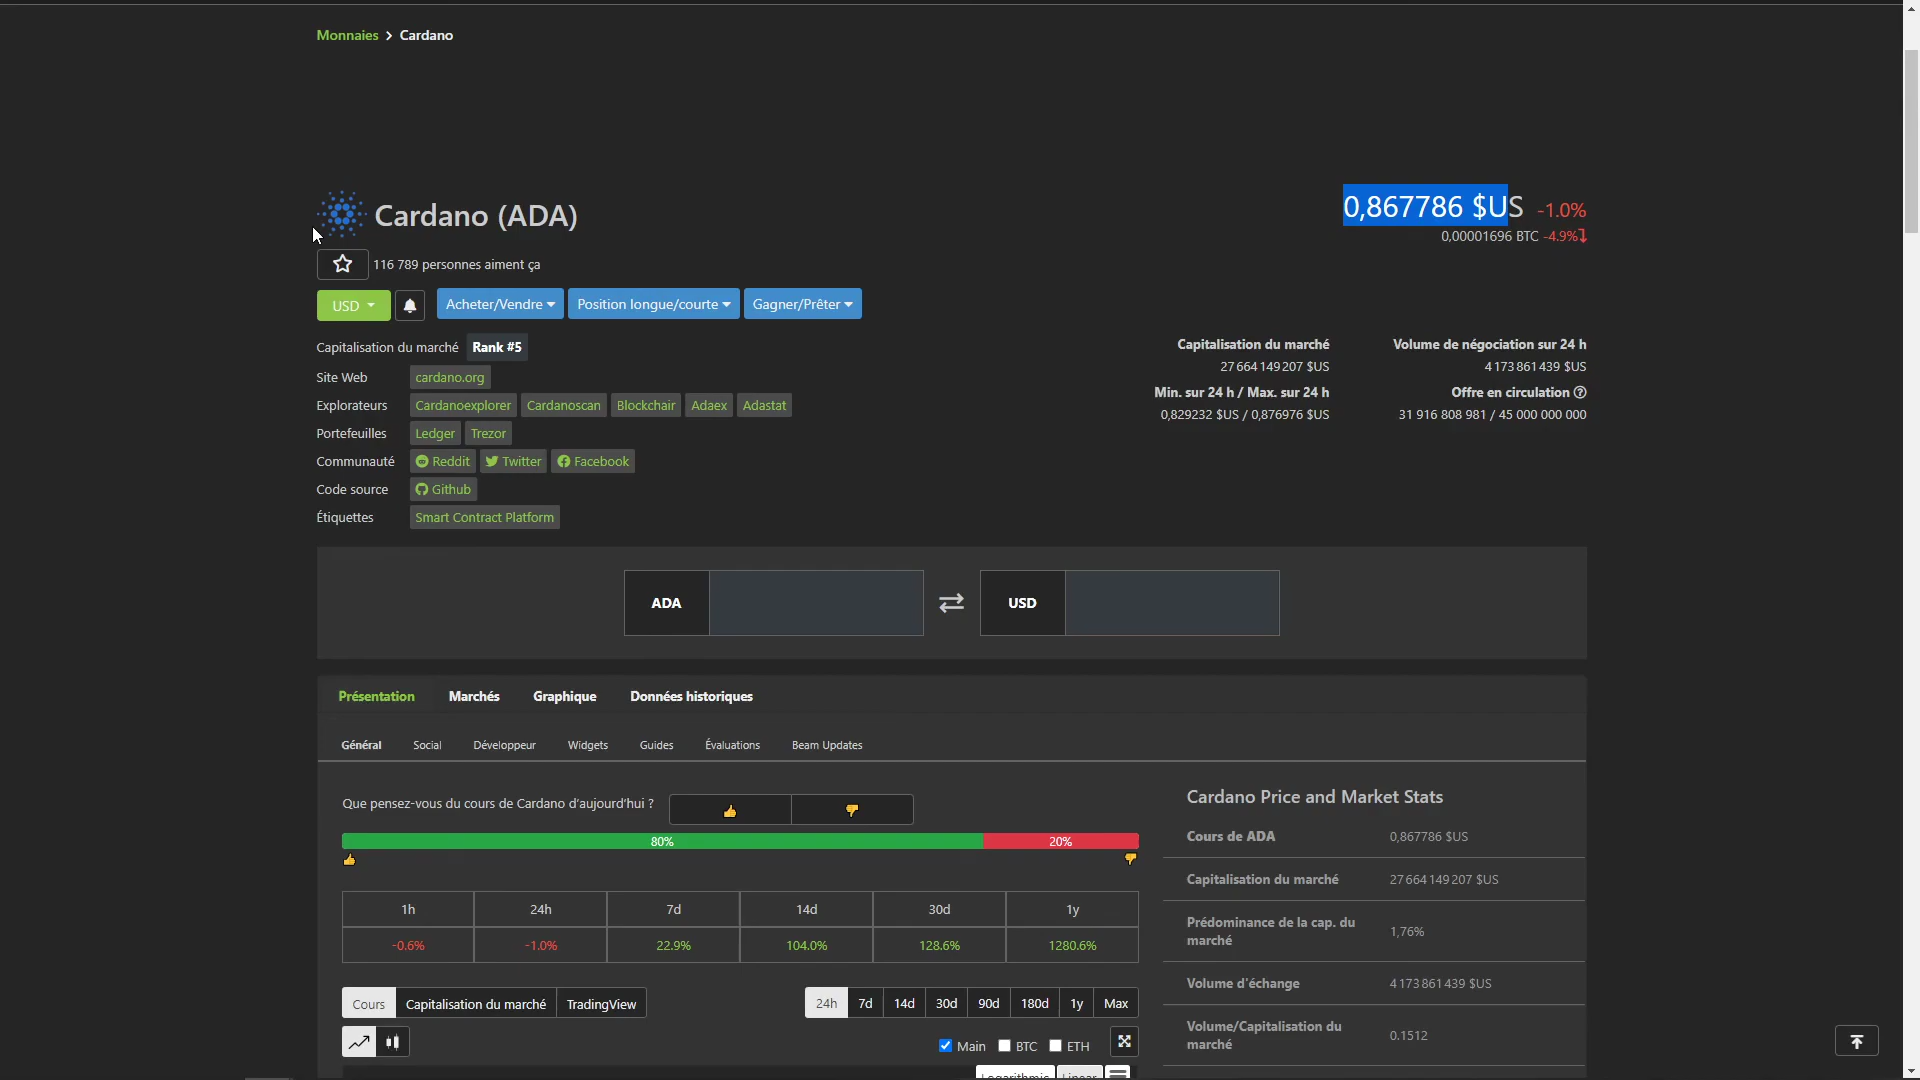 Monnaies > Cardano
Cardano (ADA)
0,867786 $US -1.0%
0,00001696 BTC -4.9%
116 789 personnes aiment ça
USD
Acheter/Vendre
Position longue/courte
Gagner/Prêter
Capitalisation du marché Rank #5
Site Web cardano.org
Explorateurs Cardanoexplorer Cardanoscan Blockchair Adaex Adastat
Portefeuilles Ledger Trezor
Communauté Reddit Twitter Facebook
Code source Github
Étiquettes Smart Contract Platform
Capitalisation du marché
27 664 149 207 $US
Min. sur 24 h / Max. sur 24 h
0,829232 $US / 0,876976 $US
Volume de négociation sur 24 h
4 173 861 439 $US
Offre en circulation
31 916 808 981 / 45 000 000 000
ADA
USD
Présentation Marchés Graphique Données historiques
Général Social Développeur Widgets Guides Évaluations Beam Updates
Que pensez-vous du cours de Cardano d'aujourd'hui ?
80% 20%
1h 24h 7d 14d 30d 1y
-0.6% -1.0% 22.9% 104.0% 128.6% 1280.6%
Cours Capitalisation du marché TradingView
24h 7d 14d 30d 90d 180d 1y Max
Main BTC ETH
Logarithmic Linear
Cardano Price and Market Stats
Cours de ADA 0,867786 $US
Capitalisation du marché 27 664 149 207 $US
Prédominance de la cap. du
marché
1,76%
Volume d'échange 4 173 861 439 $US
Volume/Capitalisation du
marché
0.1512